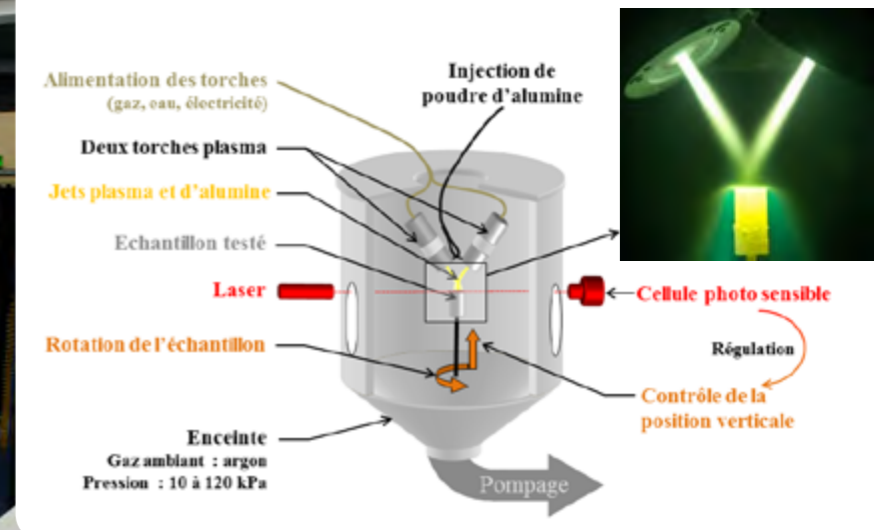 Alimentation des torches
(gaz, eau, électricité)
Injection de
poudre d'alumine
Deux torches plasma
Jets plasma et d'alumine
Echantillon testé
Laser
Cellule photo sensible
Rotation de l'échantillon
Régulation
Contrôle de la
position verticale
Enceinte
Gaz ambiant : argon
Pression : 10 à 120 kPa
Pompage